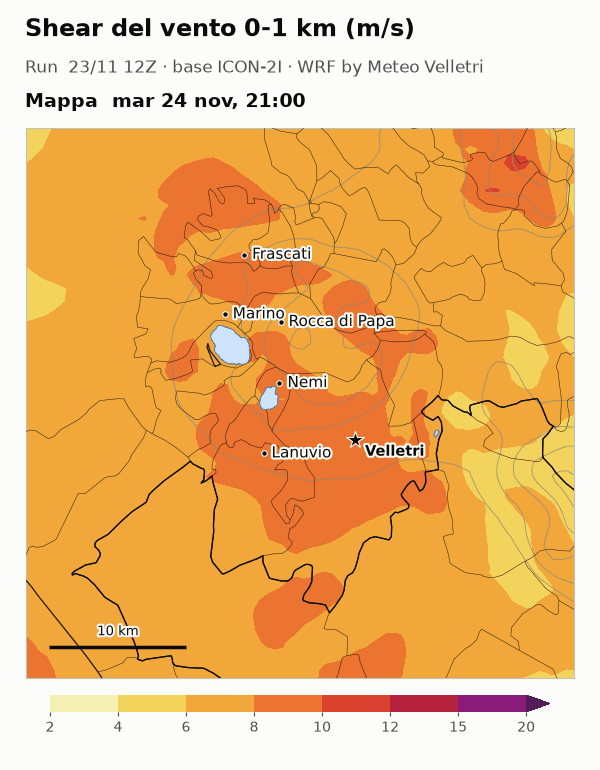 Shear del vento 0-1 km (m/s)
Run  23/11 12Z · base ICON-2I · WRF by Meteo Velletri
Mappa  mar 24 nov, 21:00
Frascati
Marino
Rocca di Papa
Nemi
Velletri
Lanuvio
10 km
2 4 6 8 10 12 15 20